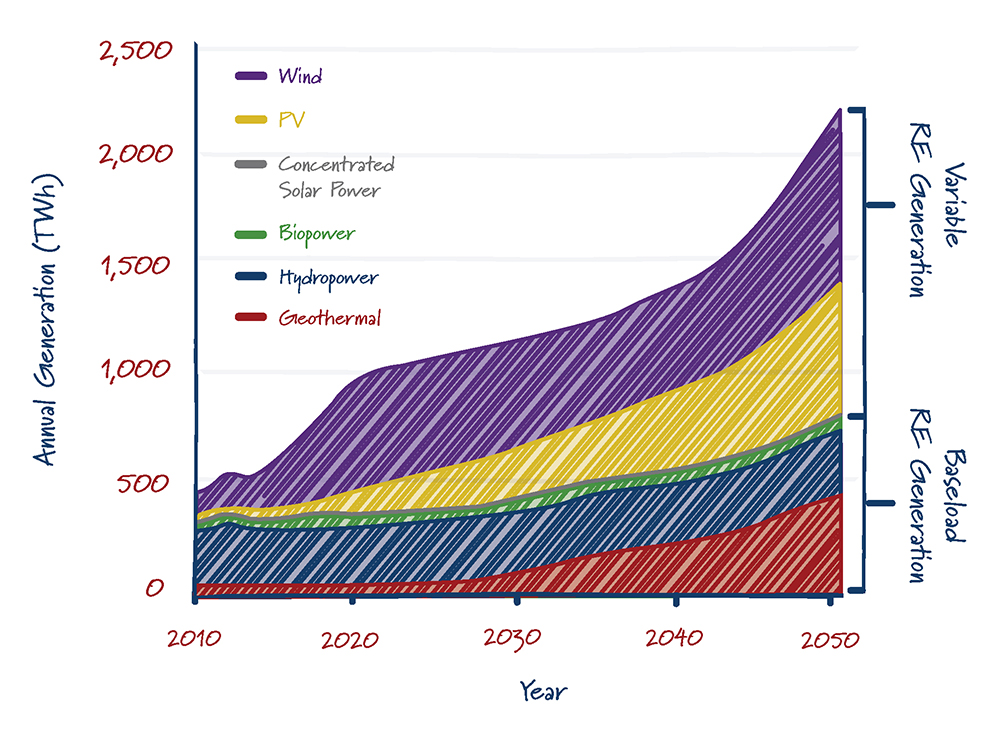 2,500
2,000
1,500
1,000
500
0
Annual Generation (TWh)
Wind
PV
Concentrated
Solar Power
Biopower
Hydropower
Geothermal
Variable
RE Generation
Baseload
RE Generation
2010
2020
2030
2040
2050
Year